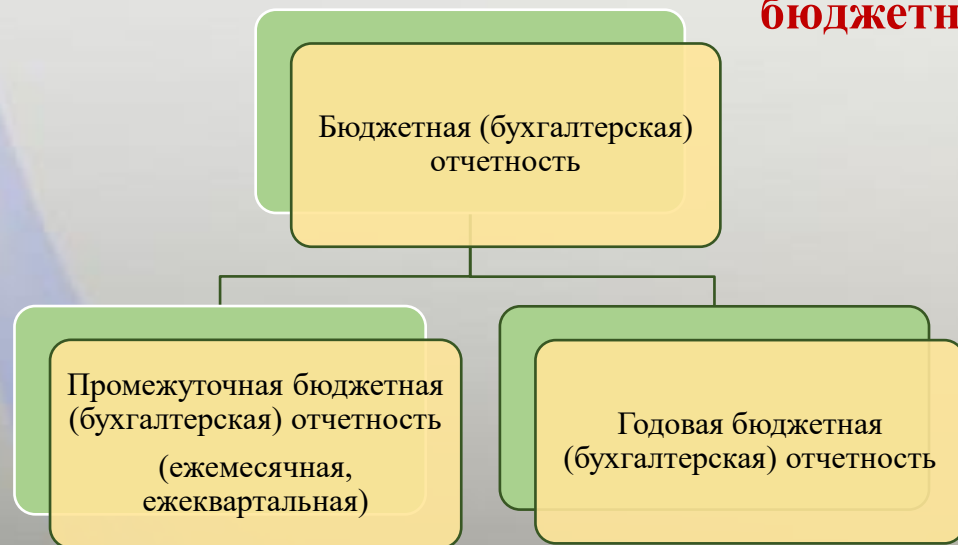 бюджетн
Бюджетная (бухгалтерская)
отчетность
Промежуточная бюджетная
(бухгалтерская) отчетность
(ежемесячная,
ежеквартальная)
Годовая бюджетная
(бухгалтерская) отчетность